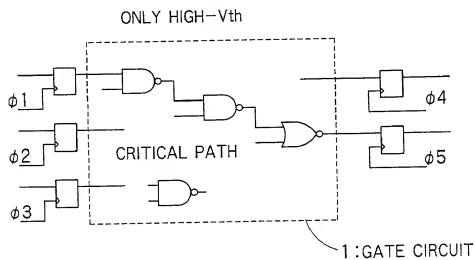 ONLY HIGH-Vth
φ1
φ2
φ3
CRITICAL PATH
φ4
φ5
1:GATE CIRCUIT